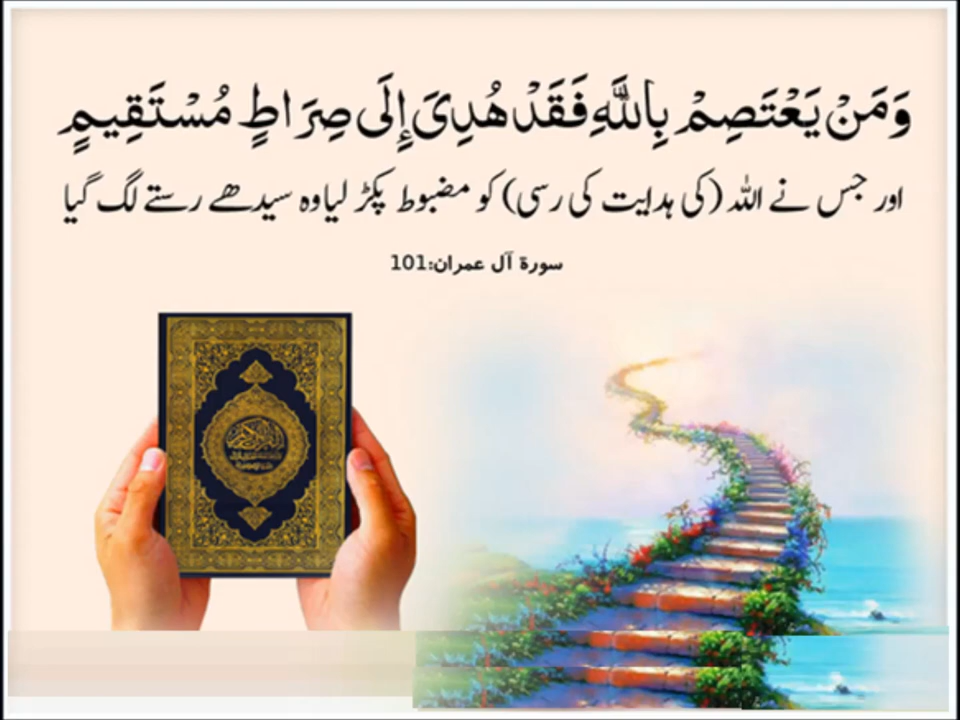 وَمَنْ يَعْتَصِمْ بِاللَّهِ فَقَدْ هُدِىَ إِلَى صِرَاطٍ مُسْتَقِيمٍ
اور جس نے اللہ (کی ہدایت کی رسی) کو مضبوط پکڑ لیا وہ سیدھے رستے لگ گیا
سورة آل عمران:101